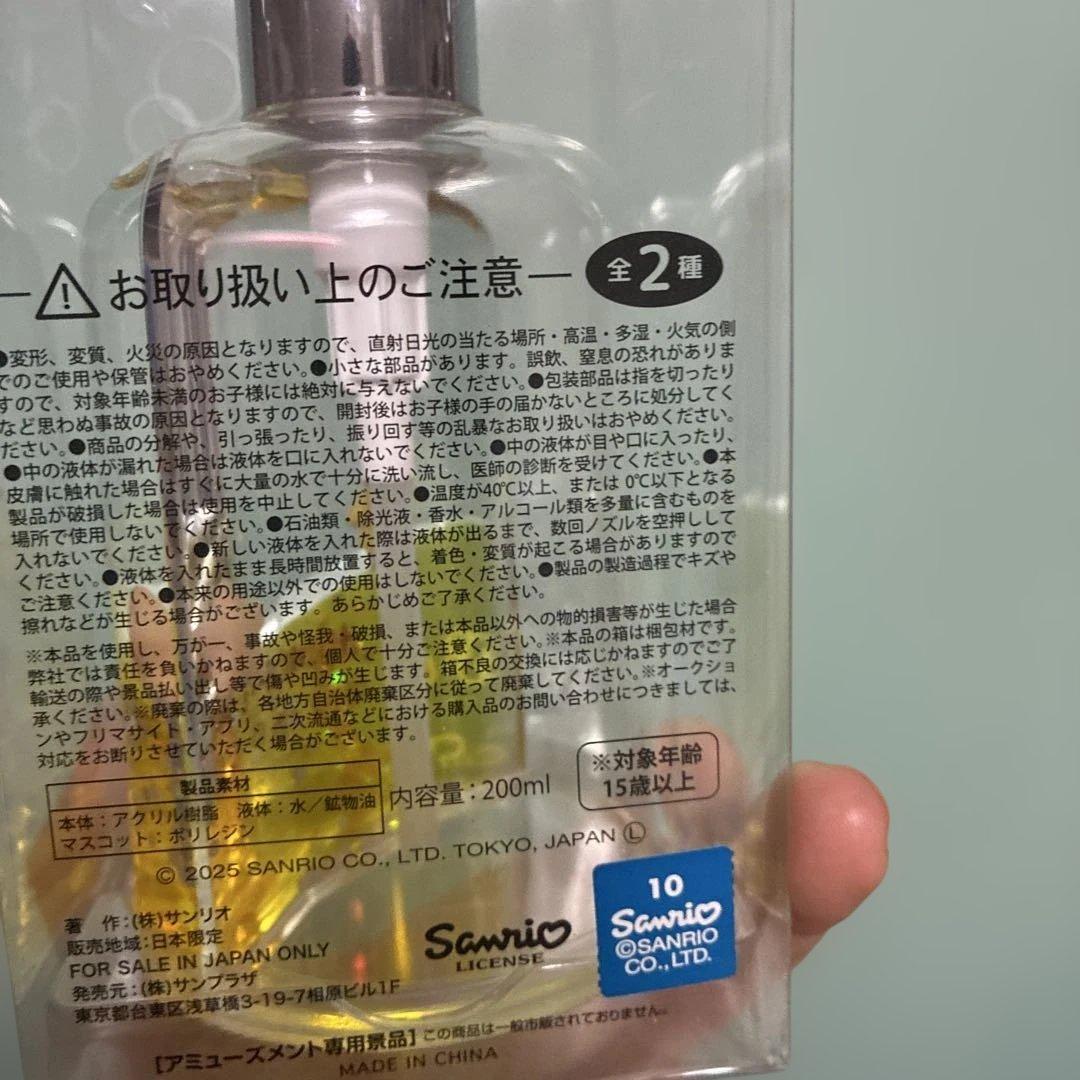 お取り扱い上のご注意
全2種
●変形、変質、火災の原因となりますので、直射日光の当たる場所・高温・多湿・火気の側
でのご使用や保管はおやめください。●小さな部品があります。誤飲、窒息の恐れがありま
すので、対象年齢未満のお子様には絶対に与えないでください。●包装部品は指を切ったり
など思わぬ事故の原因となりますので、開封後はお子様の手の届かないところに処分してく
ださい。●商品の分解や、引っ張ったり、振り回す等の乱暴なお取り扱いはおやめください。
●中の液体が漏れた場合は液体を口に入れないでください。●中の液体が目や口に入ったり、
皮膚に触れた場合はすぐに大量の水で十分に洗い流し、医師の診断を受けてください。●本
製品が破損した場合は使用を中止してください。●温度が40℃以上、または 0℃以下となる
場所で使用しないでください。●石油類・除光液・香水・アルコール類を多量に含むものを
入れないでください。●新しい液体を入れた際は液体が出るまで、数回ノズルを空押しして
ください。●液体を入れたまま長時間放置すると、着色・変質が起こる場合がありますので
ご注意ください。●本来の用途以外での使用はしないでください。●製品の製造過程でキズや
擦れなどが生じる場合がございます。あらかじめご了承ください。
※本品を使用し、万が一、事故や怪我・破損、または本品以外への物的損害等が生じた場合
弊社では責任を負いかねますので、個人で十分ご注意ください。※本品の箱は梱包材です。
輸送の際や景品払い出し等で傷や凹みが生じます。箱不良の交換には応じかねますのでご了
承ください。※廃棄の際は、各地方自治体廃棄区分に従って廃棄してください。※オークショ
ンやフリマサイト・アプリ、二次流通などにおける購入品のお問い合わせにつきましては、
対応をお断りさせていただく場合がございます。
製品素材
本体：アクリル樹脂 液体：水／鉱物油
マスコット：ポリレジン
内容量：200ml
※対象年齢
15歳以上
© 2025 SANRIO CO., LTD. TOKYO, JAPAN Ⓛ
著 作：(株)サンリオ
販売地域：日本限定
FOR SALE IN JAPAN ONLY
発売元：(株)サンプラザ
東京都台東区浅草橋3-19-7相原ビル1F
Sanrio
LICENSE
10
Sanrio
©SANRIO
CO., LTD.
[アミューズメント専用景品] この商品は一般市販されておりません。
MADE IN CHINA